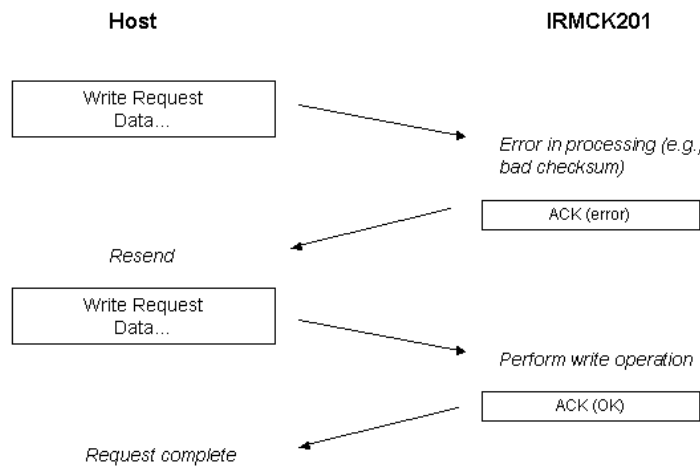 Host
IRMCK201
Write Request
Data...
Error in processing (e.g.,
bad checksum)
ACK (error)
Resend
Write Request
Data...
Perform write operation
ACK (OK)
Request complete